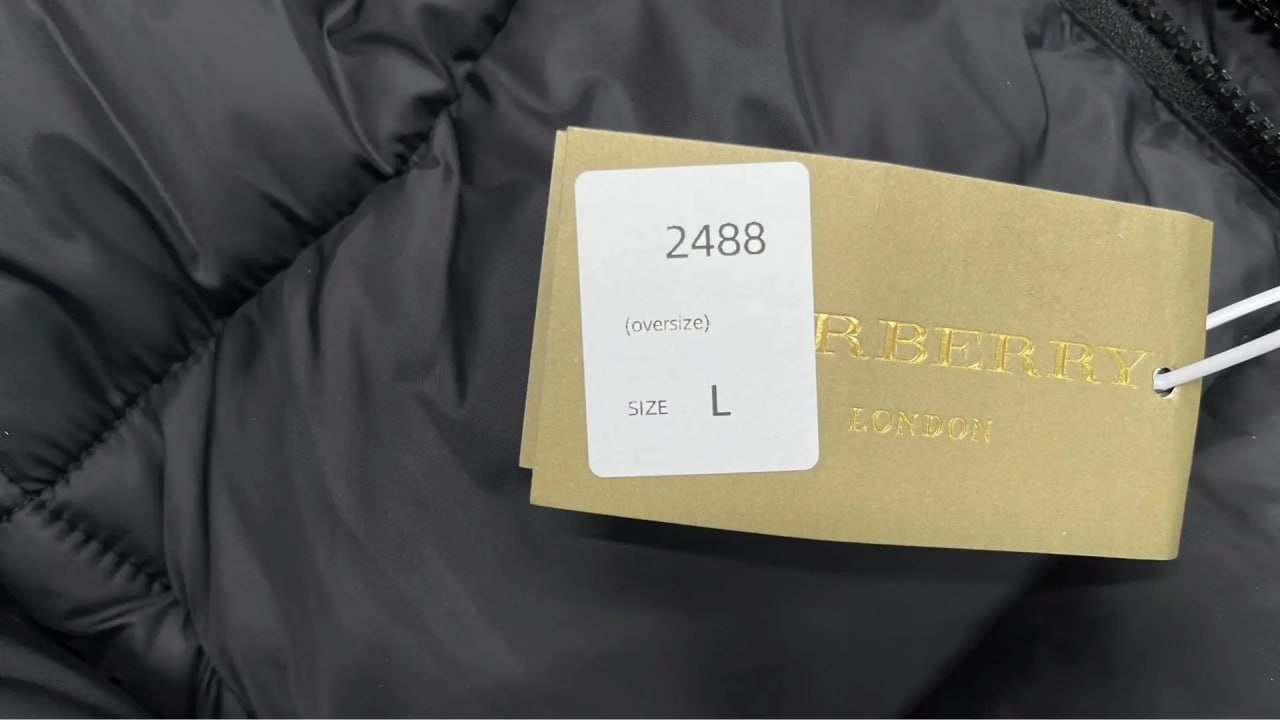 2488
(oversize)
SIZE L
RBERRY
LONDON